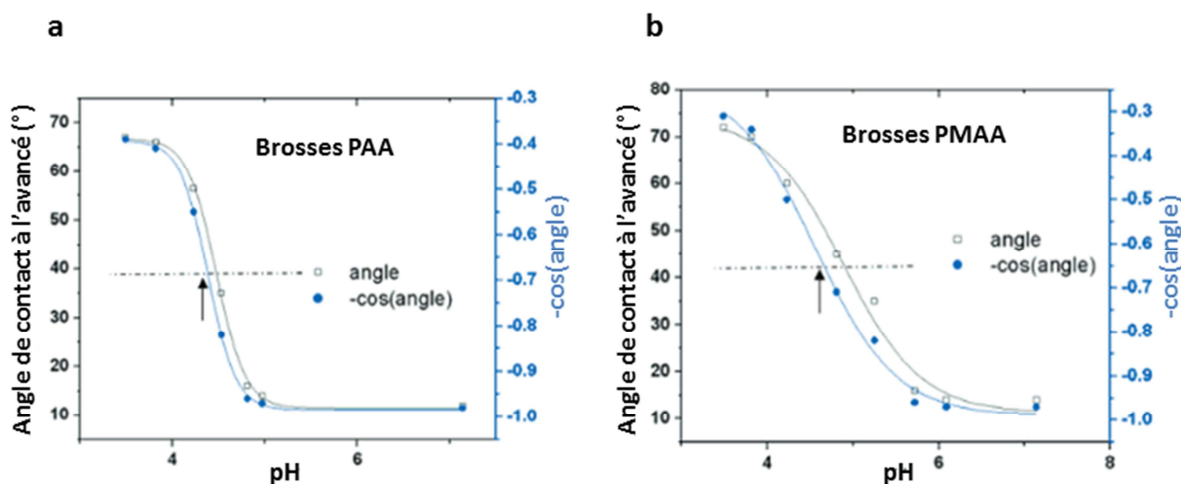 a
Angle de contact à l'avancé (°)
70
60
50
40
30
20
10
Brosses PAA
angle
-cos(angle)
-0.3
-0.4
-0.5
-0.6
-0.7
-0.8
-0.9
-1.0
-cos(angle)
4
6
pH
b
Angle de contact à l'avancé (°)
80
70
60
50
40
30
20
10
Brosses PMAA
angle
-cos(angle)
-0.3
-0.4
-0.5
-0.6
-0.7
-0.8
-0.9
-1.0
-cos(angle)
4
6
8
pH